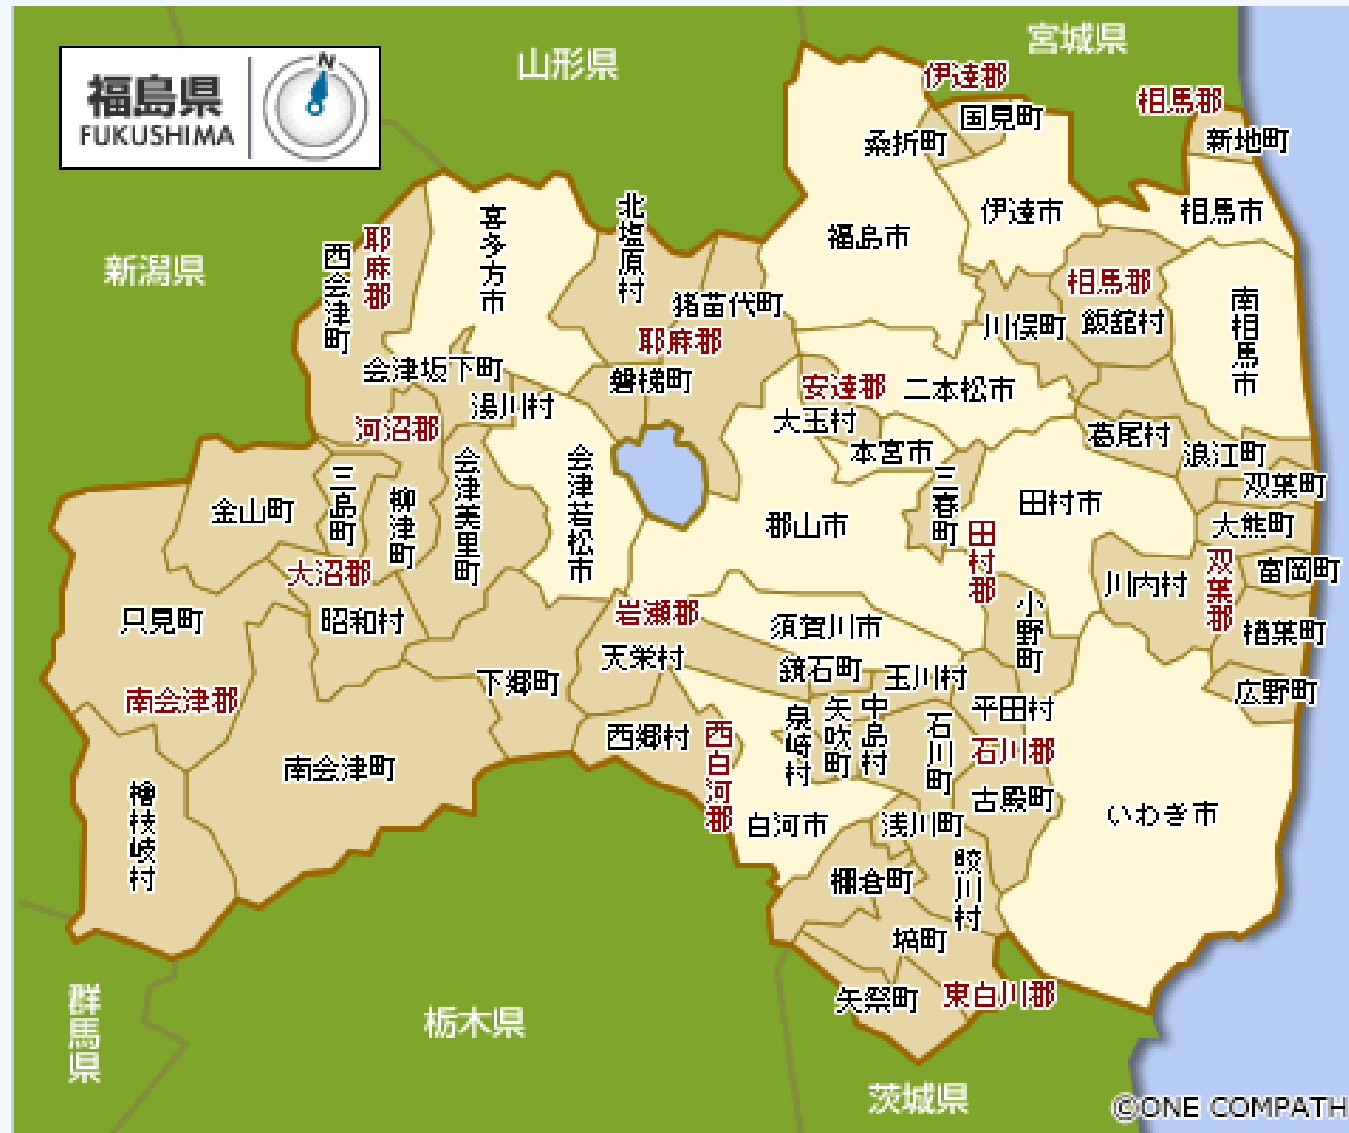 福島県
FUKUSHIMA
N
山形県
宮城県
新潟県
群馬県
栃木県
茨城県
伊達郡
国見町
桑折町
相馬郡
新地町
伊達市
相馬市
福島市
北塩原村
喜多方市
耶麻郡
西会津町
猪苗代町
耶麻郡
磐梯町
相馬郡
川俣町
飯舘村
南相馬市
会津坂下町
湯川村
河沼郡
安達郡
大玉村
二本松市
本宮市
葛尾村
浪江町
双葉町
大熊町
富岡町
双葉郡
川内村
楢葉町
広野町
金山町
三島町
柳津町
会津美里町
会津若松市
郡山市
三春町
田村市
田村郡
小野町
大沼郡
昭和村
只見町
南会津郡
下郷町
岩瀬郡
天栄村
須賀川市
鏡石町
玉川村
平田村
石川郡
石川町
古殿町
中島村
矢吹町
泉崎村
西郷村
西白河郡
白河市
浅川町
鮫川村
棚倉町
塙町
矢祭町
東白川郡
いわき市
南会津町
檜枝岐村
©ONE COMPATH